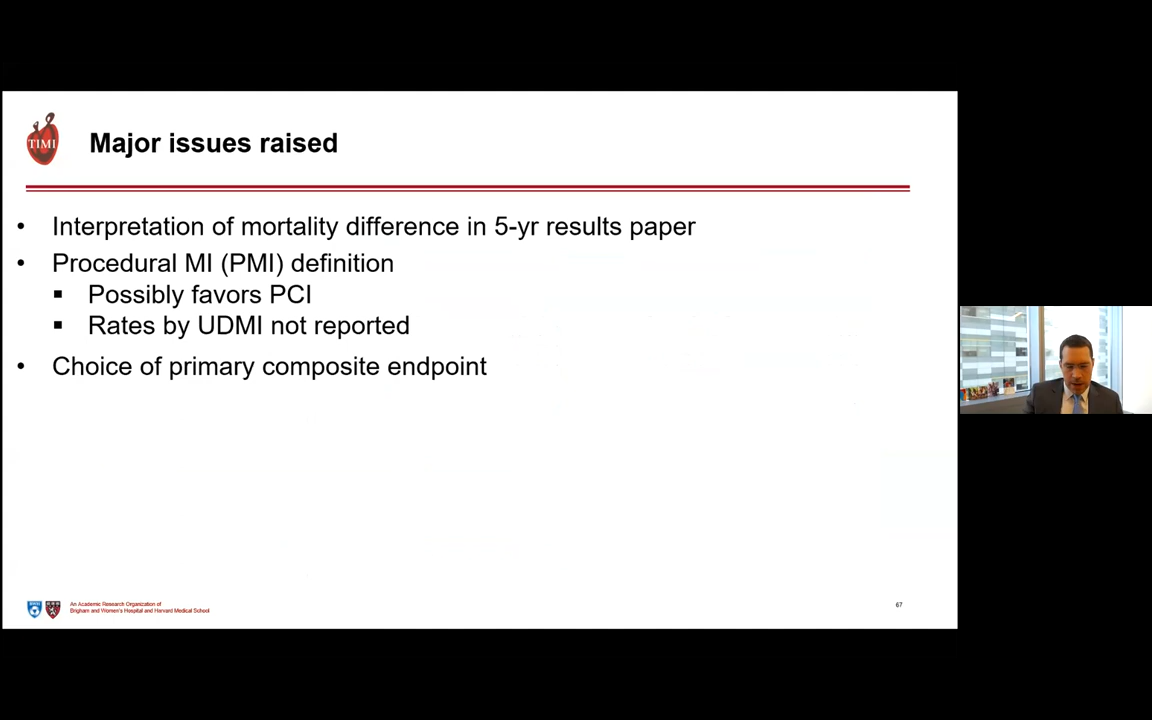 TIMI
Major issues raised
• Interpretation of mortality difference in 5-yr results paper
• Procedural MI (PMI) definition
▪ Possibly favors PCI
▪ Rates by UDMI not reported
• Choice of primary composite endpoint
An Academic Research Organization of
Brigham and Women's Hospital and Harvard Medical School
67